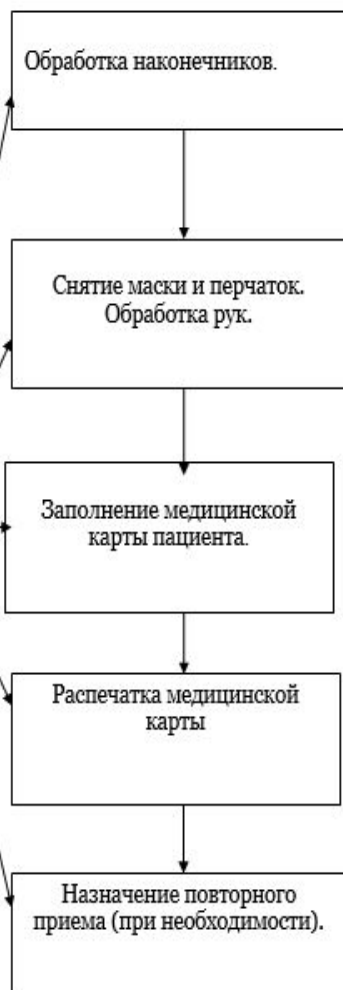 Обработка наконечников.
Снятие маски и перчаток.
Обработка рук.
Заполнение медицинской
карты пациента.
Распечатка медицинской
карты
Назначение повторного
приема (при необходимости).